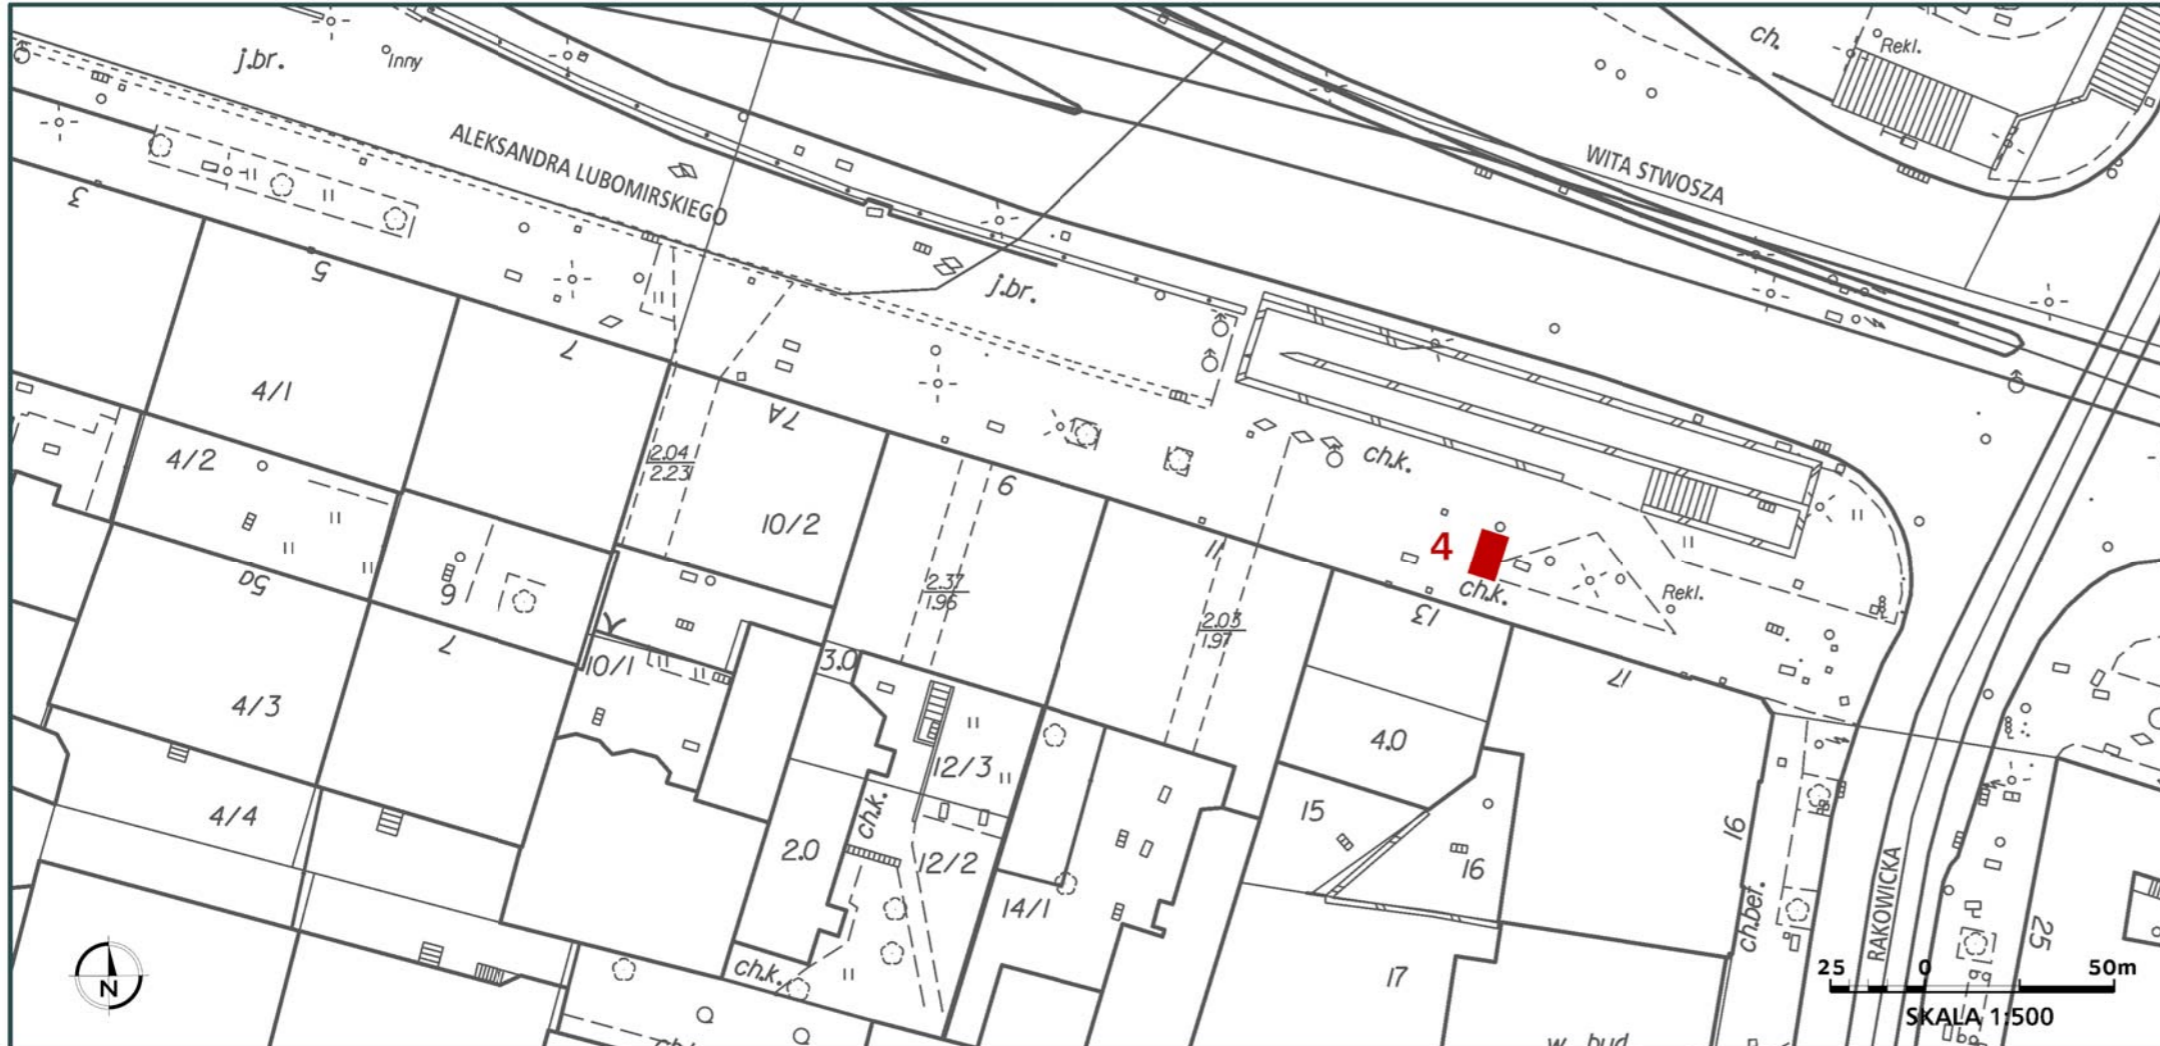 j.br.
Inny
ch.
Rekl.
ALEKSANDRA LUBOMIRSKIEGO
WITA STWOSZA
3
5
7
7A
j.br.
4/1
4/2
ch.k.
2.04
2.23
9
10/2
4
11
2.37
1.96
2.03
1.97
ch.k.
Rekl.
13
17
5a
6
7
10/1
3.0
4/3
4.0
12/3
4/4
2.0
ch.k.
12/2
15
16
16
14/1
17
ch.k.
ch.bet.
RAKOWICKA
25
N
25 0 50m
SKALA 1:500
w. bud.